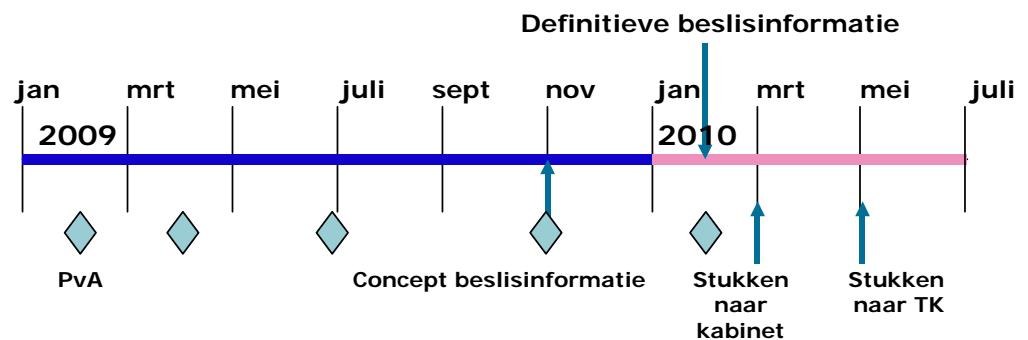 Definitieve beslisinformatie
jan mrt mei juli sept nov jan mrt mei juli
2009 2010
PvA Concept beslisinformatie Stukken Stukken
naar naar TK
kabinet